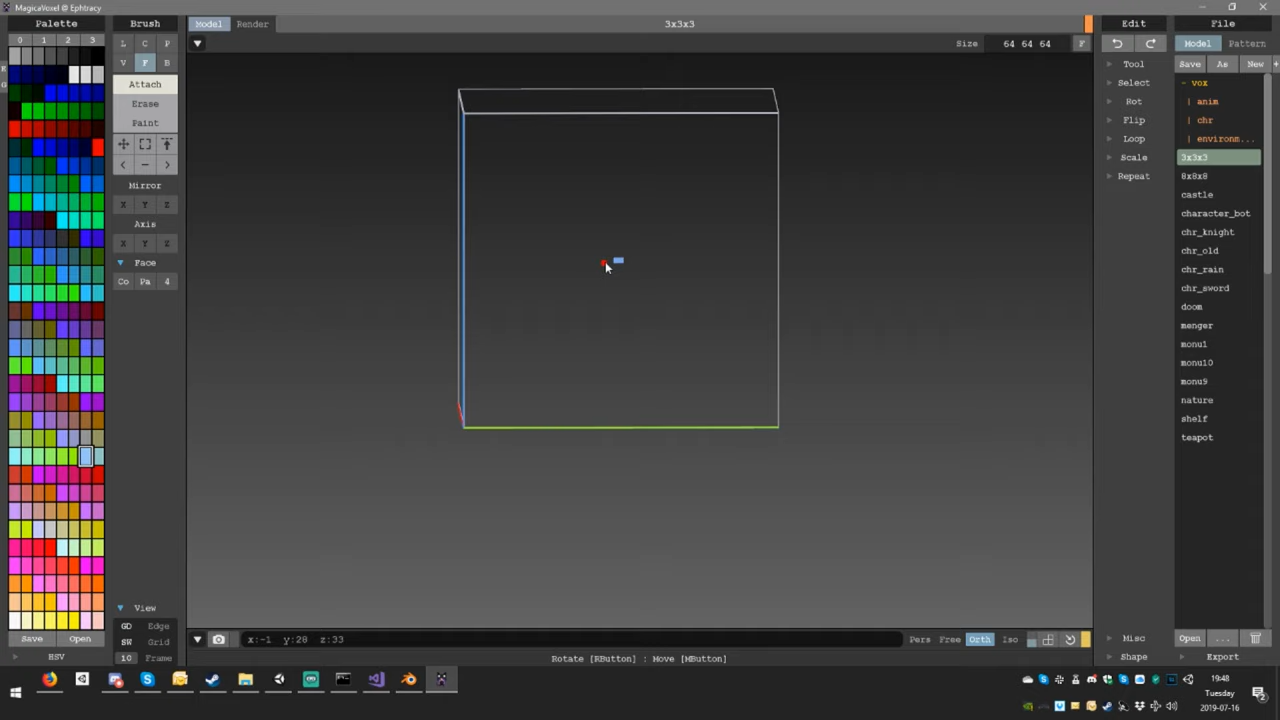 MagicaVoxel @ Ephtracy
Palette
Brush
Model
Render
3x3x3
Edit
File
0
1
2
3
L
C
P
Size
64 64 64
F
Model
Pattern
V
F
B
Tool
Save
As
New
+
Attach
Select
- vox
Erase
Rot
| anim
Paint
Flip
| chr
Loop
| environm...
Scale
3x3x3
< - >
Repeat
8x8x8
Mirror
castle
X
Y
Z
character_bot
Axis
chr_knight
X
Y
Z
chr_old
Face
chr_rain
Co
Pa
4
chr_sword
doom
menger
monu1
monu10
monu9
nature
shelf
teapot
View
GD
Edge
SW
Grid
10
Frame
Save
Open
x:-1 y:28 z:33
Pers
Free
Orth
Iso
Misc
Open
...
HSV
Rotate [RButton] : Move [MButton]
Shape
Export
19:48
Tuesday
2019-07-16
2